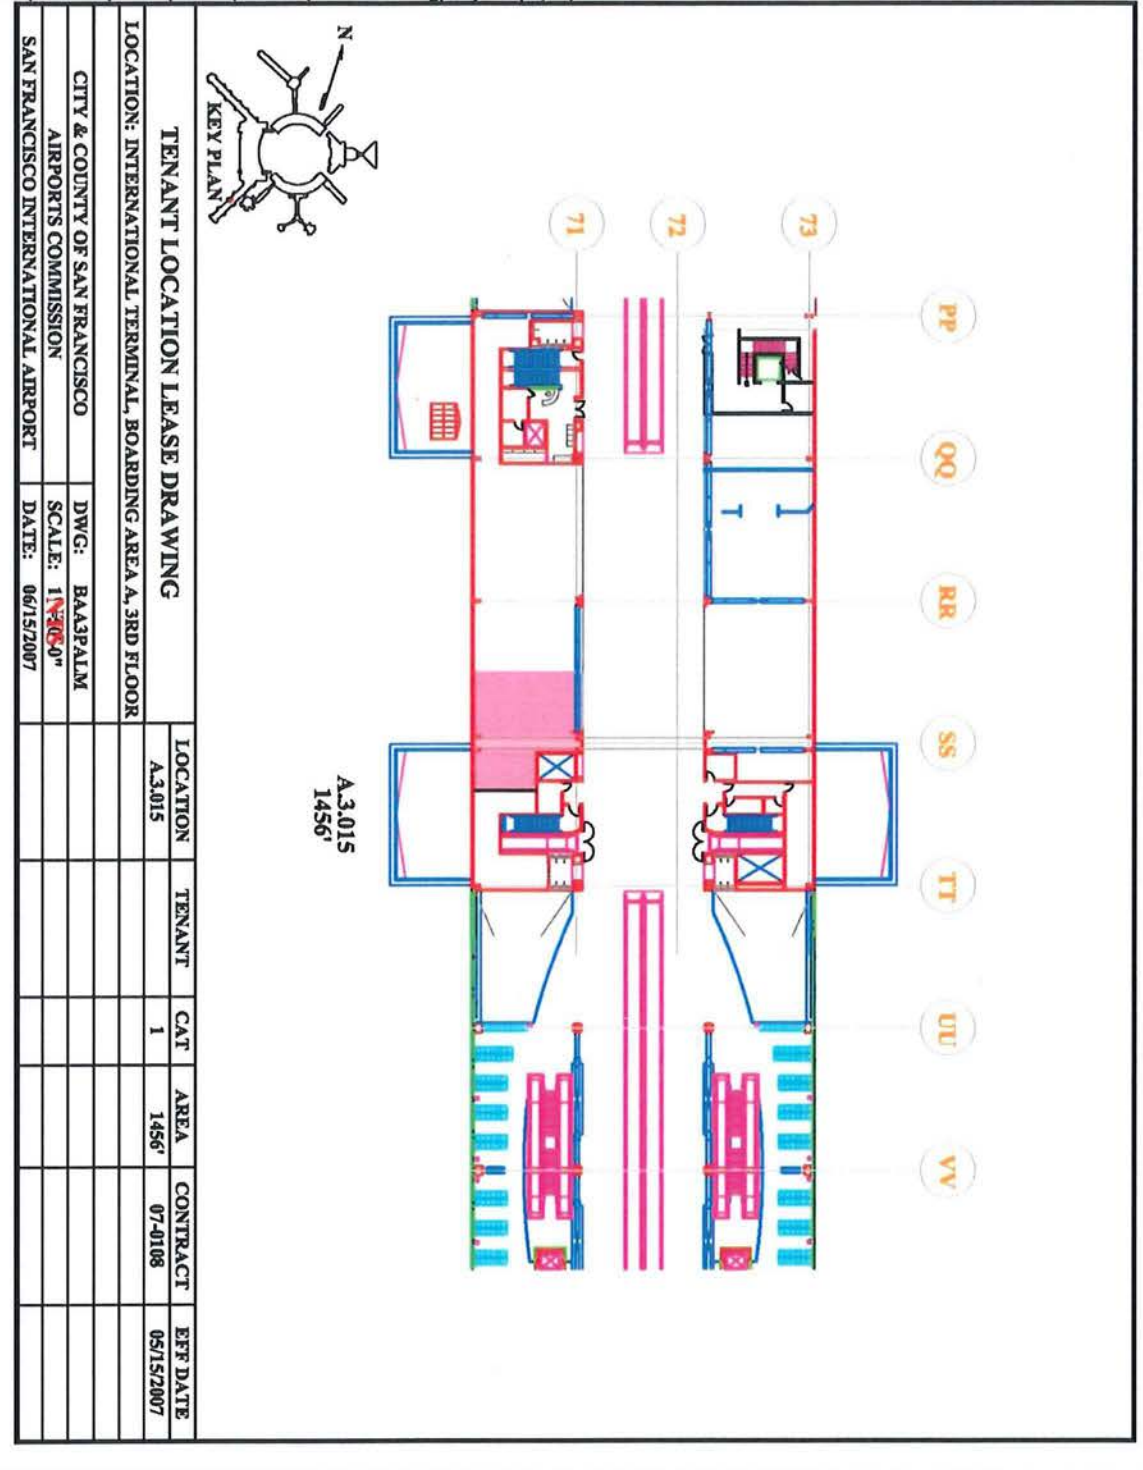 PP
QQ
RR
SS
TT
UU
VV
73
72
71
A.3.015
1456'
N
KEY PLAN
TENANT LOCATION LEASE DRAWING
LOCATION: INTERNATIONAL TERMINAL, BOARDING AREA A, 3RD FLOOR
CITY & COUNTY OF SAN FRANCISCO
AIRPORTS COMMISSION
SAN FRANCISCO INTERNATIONAL AIRPORT
DWG: BAA3PALM
SCALE:
DATE: 06/15/2007
LOCATION TENANT CAT AREA CONTRACT EFF DATE
A.3.015 1 1456' 07-0108 05/15/2007